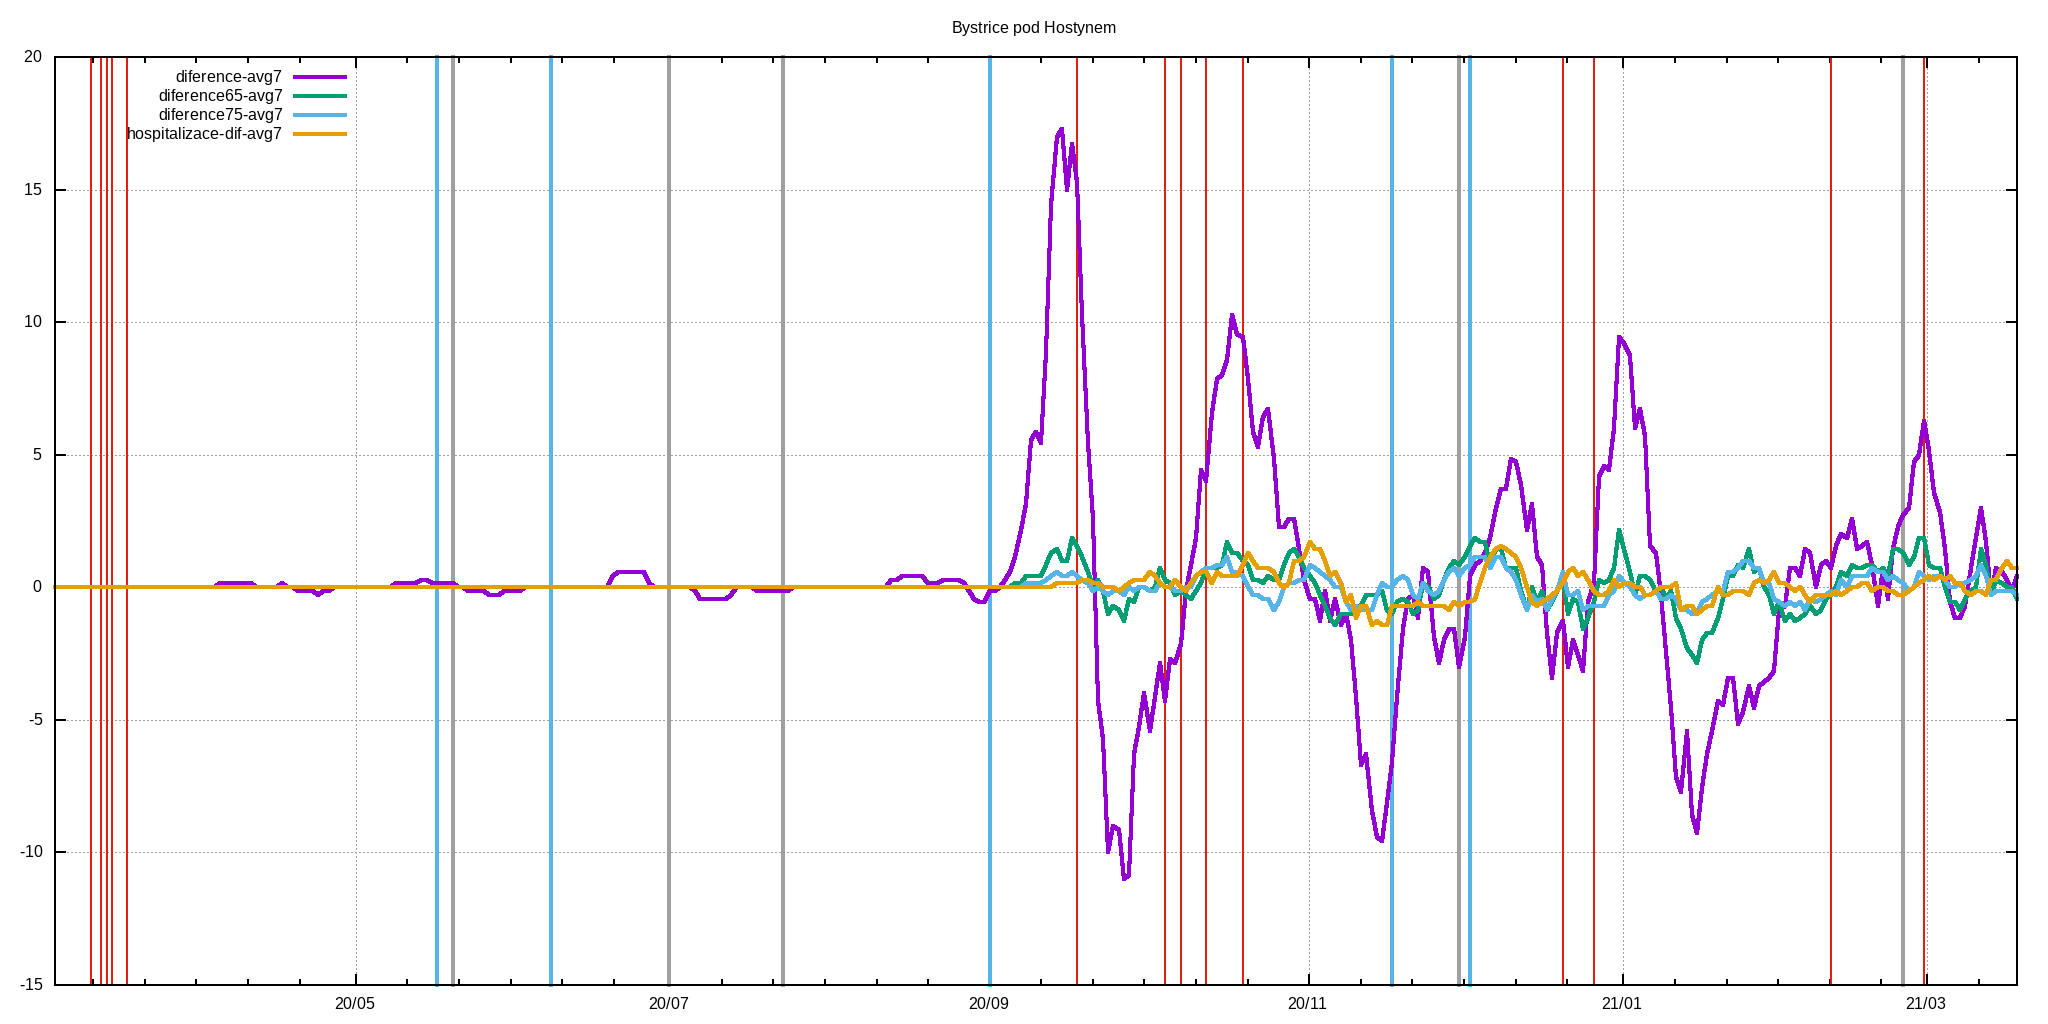 Bystrice pod Hostynem
20
diference-avg7
diference65-avg7
diference75-avg7
hospitalizace-dif-avg7
15
10
5
0
-5
-10
-15
20/05 20/07 20/09 20/11 21/01 21/03